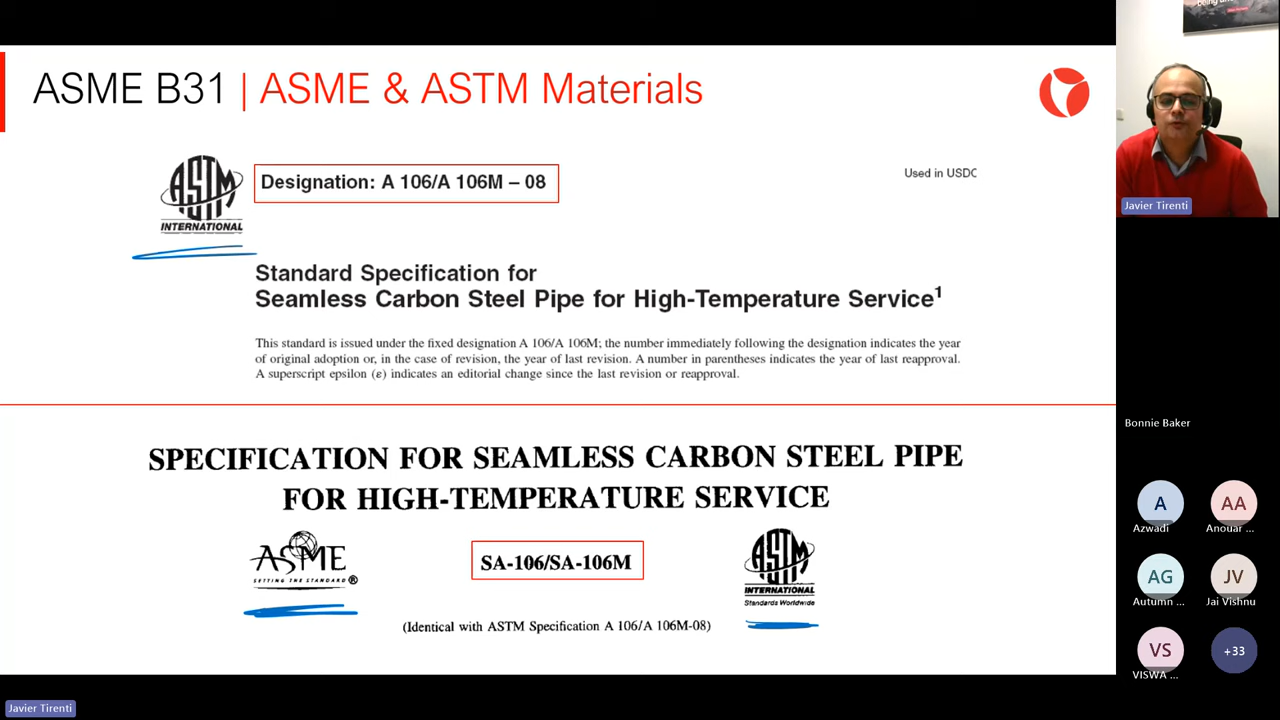 ASME B31 | ASME & ASTM Materials
ASTM
INTERNATIONAL
Designation: A 106/A 106M – 08
Used in USDC
Standard Specification for
Seamless Carbon Steel Pipe for High-Temperature Service1
This standard is issued under the fixed designation A 106/A 106M; the number immediately following the designation indicates the year
of original adoption or, in the case of revision, the year of last revision. A number in parentheses indicates the year of last reapproval.
A superscript epsilon (ε) indicates an editorial change since the last revision or reapproval.
SPECIFICATION FOR SEAMLESS CARBON STEEL PIPE
FOR HIGH-TEMPERATURE SERVICE
ASME
SETTING THE STANDARD®
SA-106/SA-106M
ASTM
INTERNATIONAL
Standards Worldwide
(Identical with ASTM Specification A 106/A 106M-08)
Javier Tirenti
Bonnie Baker
A
Azwadi
AA
Anouar ...
AG
Autumn ...
JV
Jai Vishnu
VS
VISWA ...
+33
Javier Tirenti